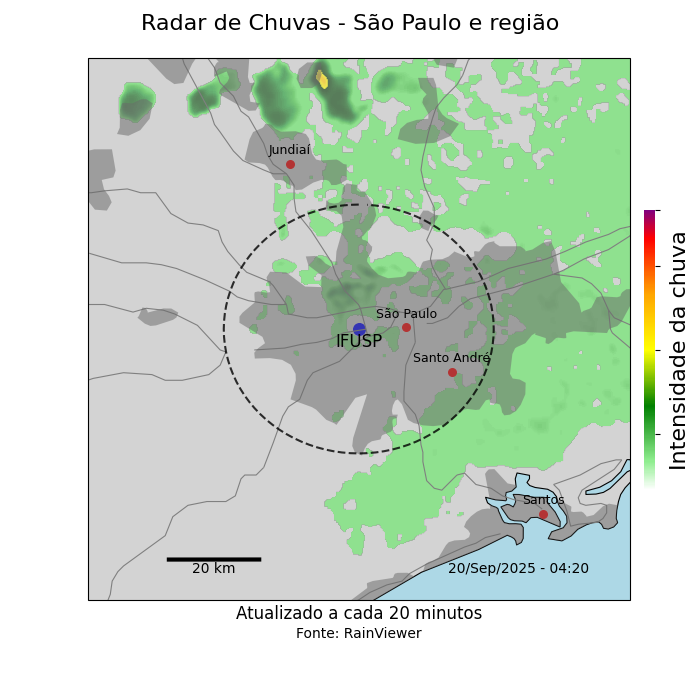 Radar de Chuvas - São Paulo e região
Jundiaí
São Paulo
IFUSP
Santo André
Santos
20 km
20/Sep/2025 - 04:20
Intensidade da chuva
Atualizado a cada 20 minutos
Fonte: RainViewer